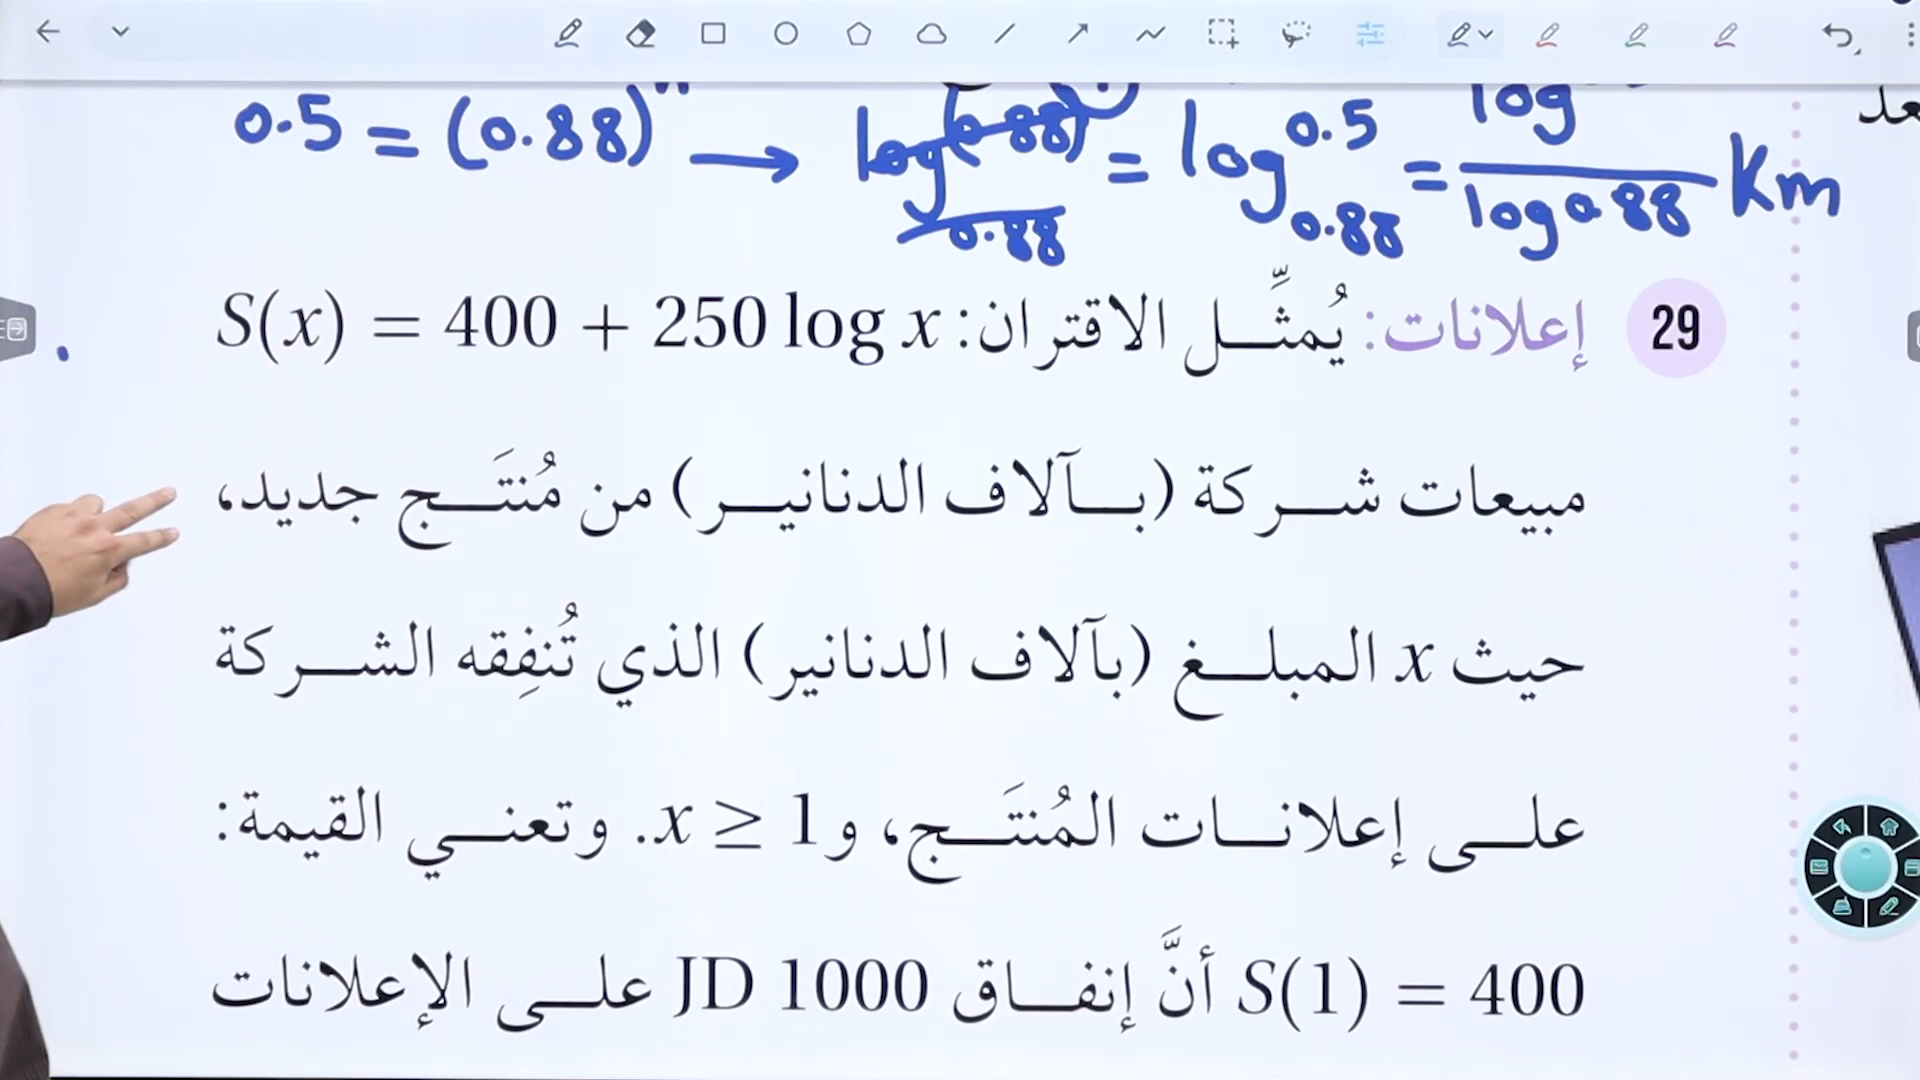 0.5 = (0.88)ⁿ → log (0.88) 0.88 = log 0.5 0.88 = log / log 0.88 Km
29 إعلانات: يُمثِّل الاقتران: S(x) = 400 + 250 log x
مبيعات شركة (بآلاف الدنانير) من مُنتَج جديد،
حيث x المبلغ (بآلاف الدنانير) الذي تُنفِقه الشركة
على إعلانات المُنتَج، و x ≥ 1. وتعني القيمة:
S(1) = 400 أنَّ إنفاق JD 1000 على الإعلانات